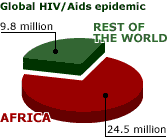 Global HIV/Aids epidemic
9.8 million
REST OF
THE WORLD
AFRICA
24.5 million